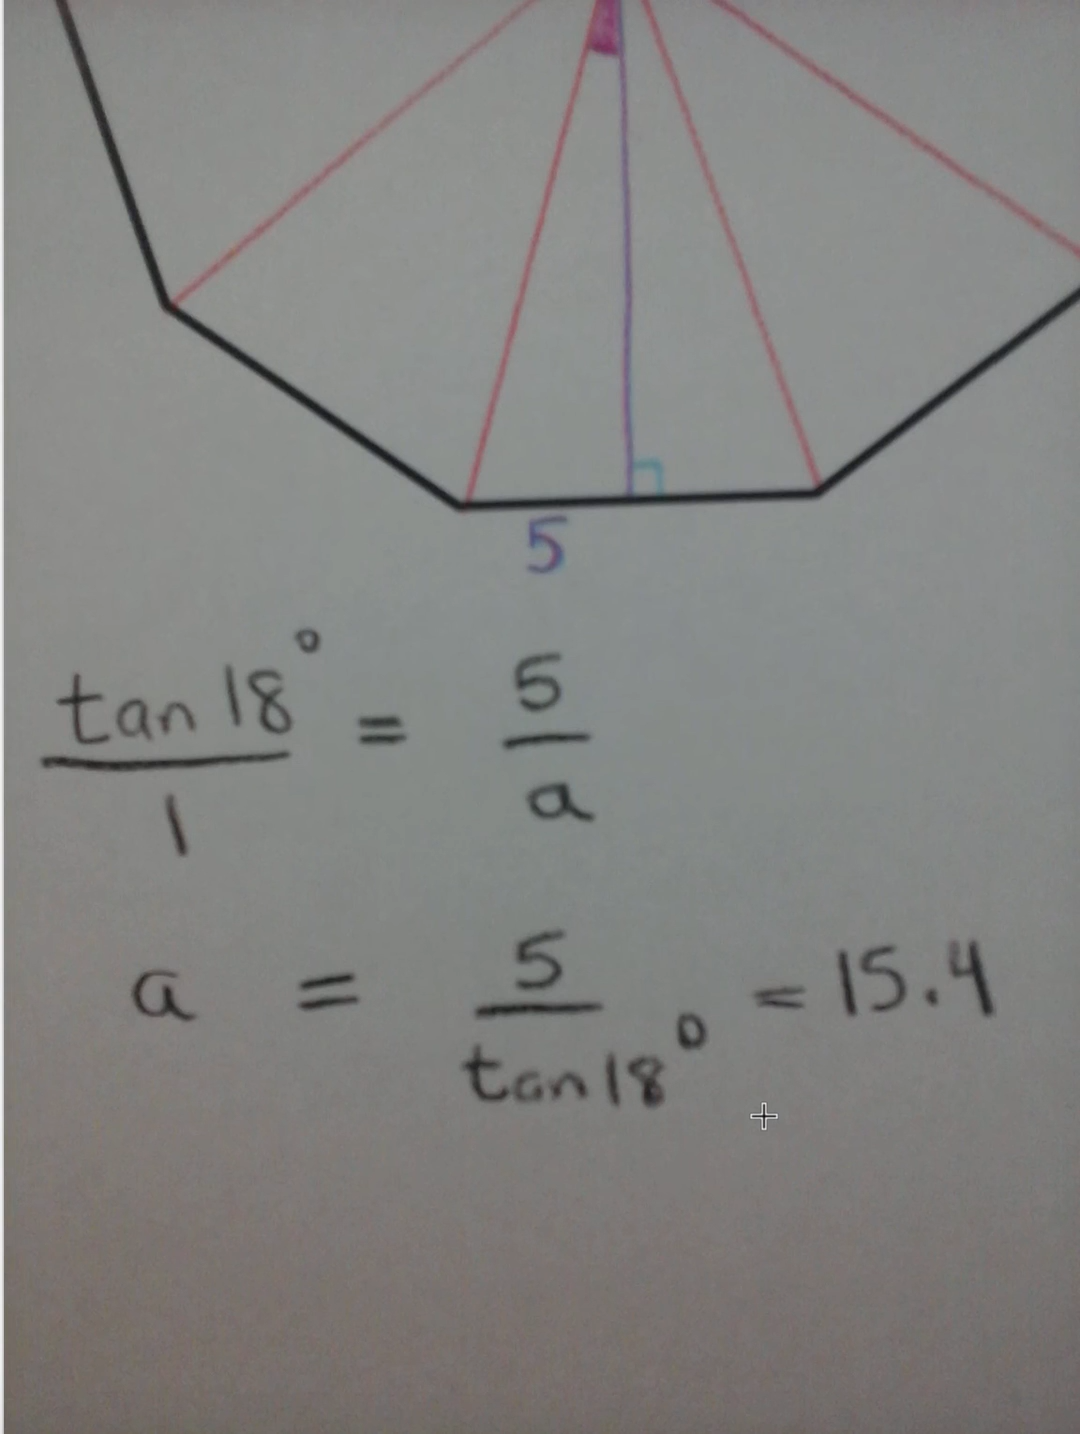 5
tan 18° = 5
1 a
a = 5 = 15.4
tan 18°